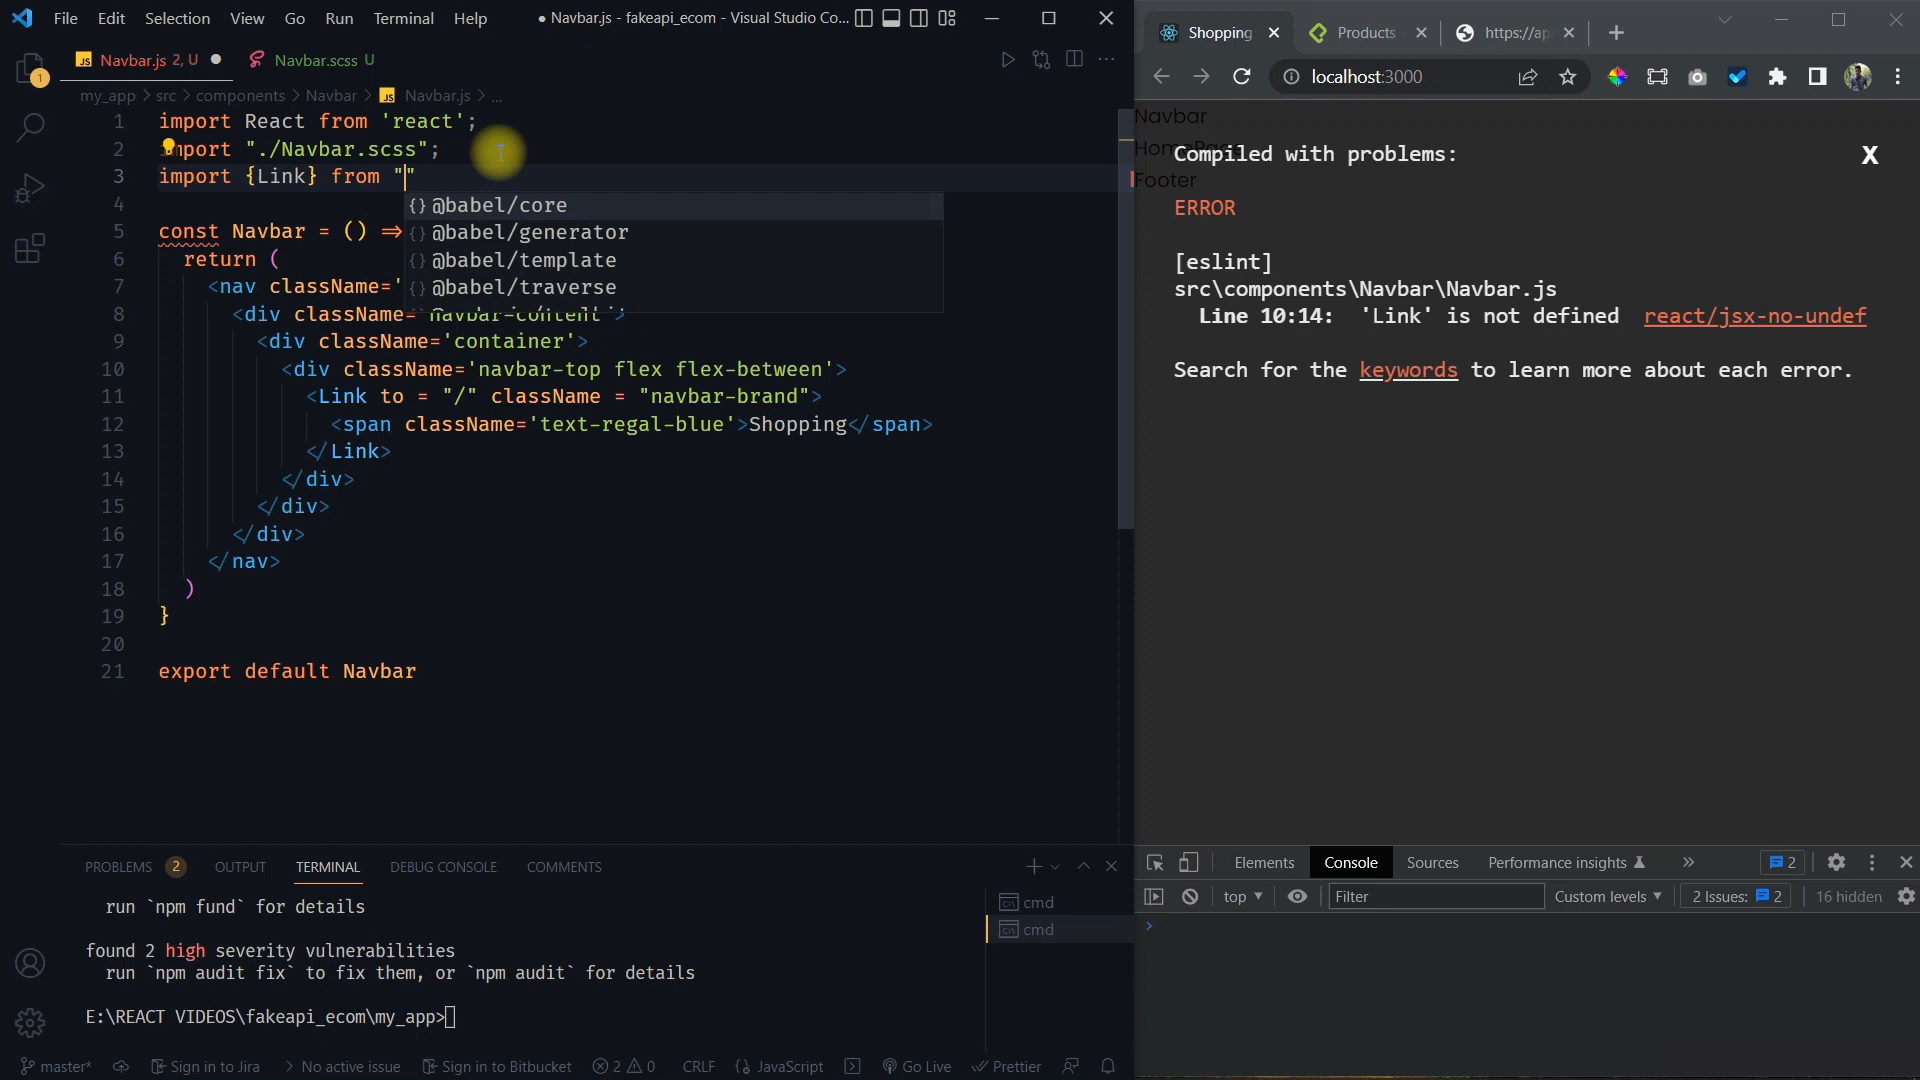 File Edit Selection View Go Run Terminal Help
● Navbar.js - fakeapi_ecom - Visual Studio Co...
Navbar.js 2, U ●
Navbar.scss U
my_app > src > components > Navbar > JS Navbar.js > ...
1 import React from 'react';
2 import "./Navbar.scss";
3 import {Link} from ""
4
5 const Navbar = () =>
6 return (
7 <nav className='
8 <div className='navbar-content'>
9 <div className='container'>
10 <div className='navbar-top flex flex-between'>
11 <Link to = "/" className = "navbar-brand">
12 <span className='text-regal-blue'>Shopping</span>
13 </Link>
14 </div>
15 </div>
16 </div>
17 </nav>
18 )
19 }
20
21 export default Navbar
{} @babel/core
{} @babel/generator
{} @babel/template
{} @babel/traverse
1
PROBLEMS 2 OUTPUT TERMINAL DEBUG CONSOLE COMMENTS
run `npm fund` for details
found 2 high severity vulnerabilities
run `npm audit fix` to fix them, or `npm audit` for details
E:\REACT VIDEOS\fakeapi_ecom\my_app>
cmd
cmd
master* Sign in to Jira No active issue Sign in to Bitbucket 2 0 CRLF {} JavaScript Go Live Prettier
Shopping
Products
https://ap
localhost:3000
Navbar
HomePage
Footer
Compiled with problems:
X
ERROR
[eslint]
src\components\Navbar\Navbar.js
Line 10:14: 'Link' is not defined react/jsx-no-undef
Search for the keywords to learn more about each error.
Elements Console Sources Performance insights » 2
top Filter Custom levels 2 Issues: 2 16 hidden